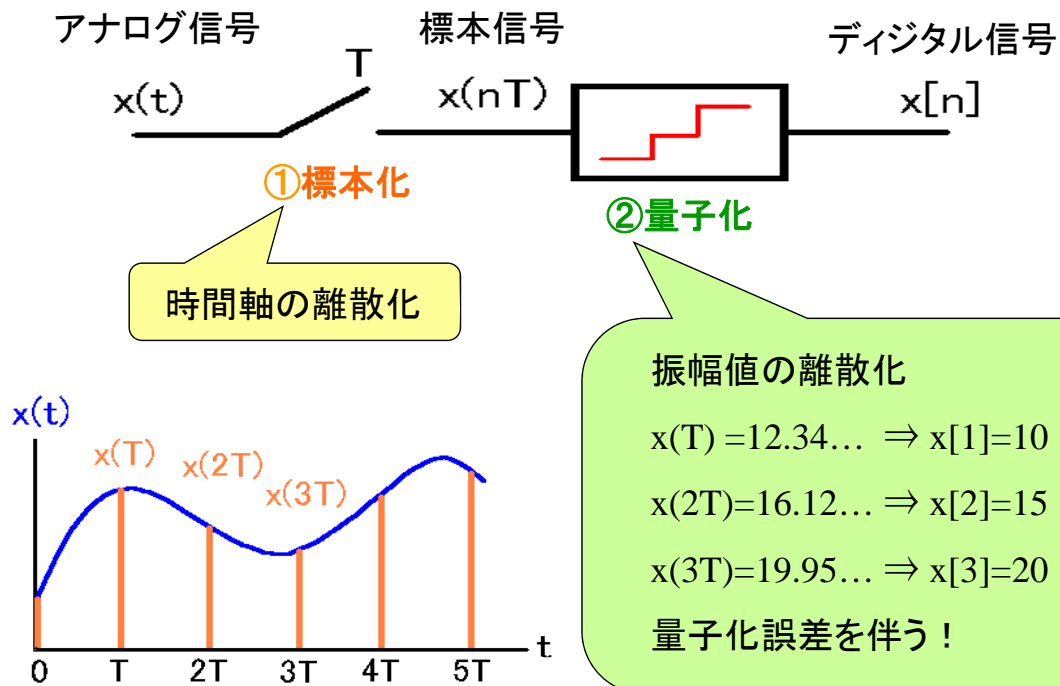 アナログ信号
標本信号
ディジタル信号
T
x(t)
x(nT)
x[n]
①標本化
②量子化
時間軸の離散化
振幅値の離散化
x(T) =12.34… ⇒ x[1]=10
x(2T)=16.12… ⇒ x[2]=15
x(3T)=19.95… ⇒ x[3]=20
量子化誤差を伴う！
x(t)
x(T)
x(2T)
x(3T)
t
0 T 2T 3T 4T 5T